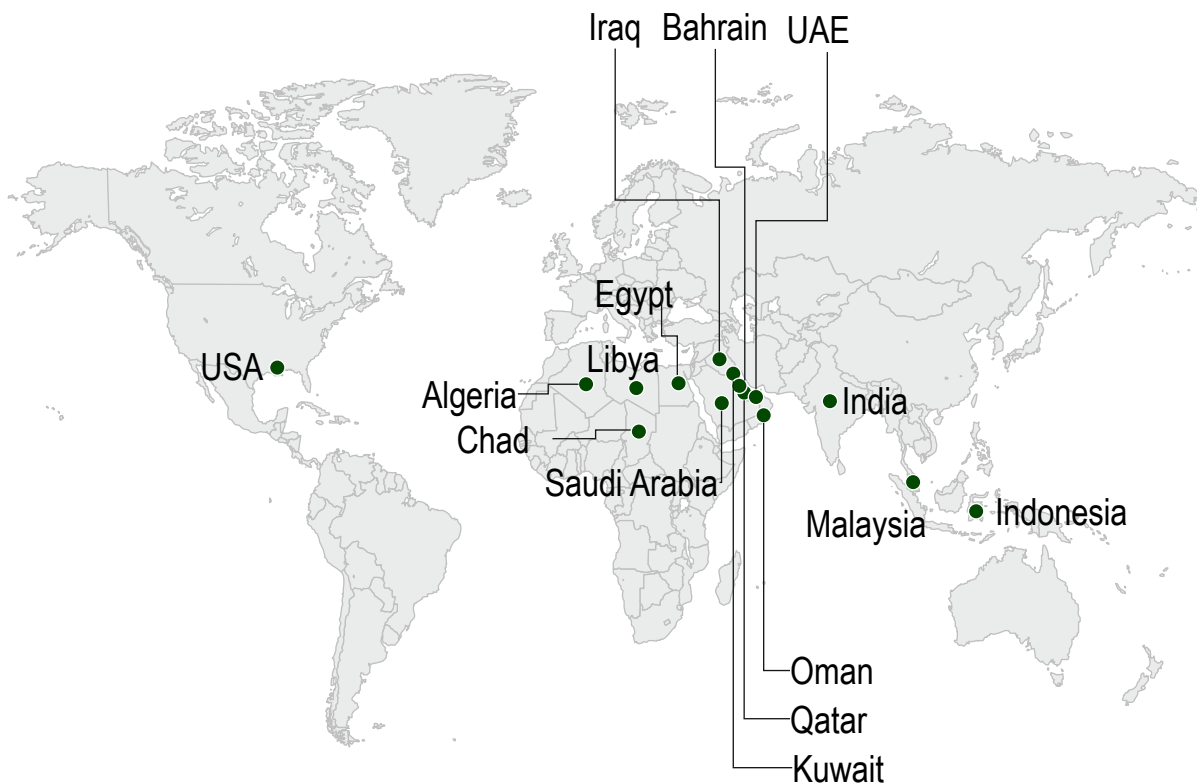 Iraq Bahrain UAE
Egypt
USA
Libya
Algeria
India
Chad
Saudi Arabia
Malaysia
Indonesia
Oman
Qatar
Kuwait